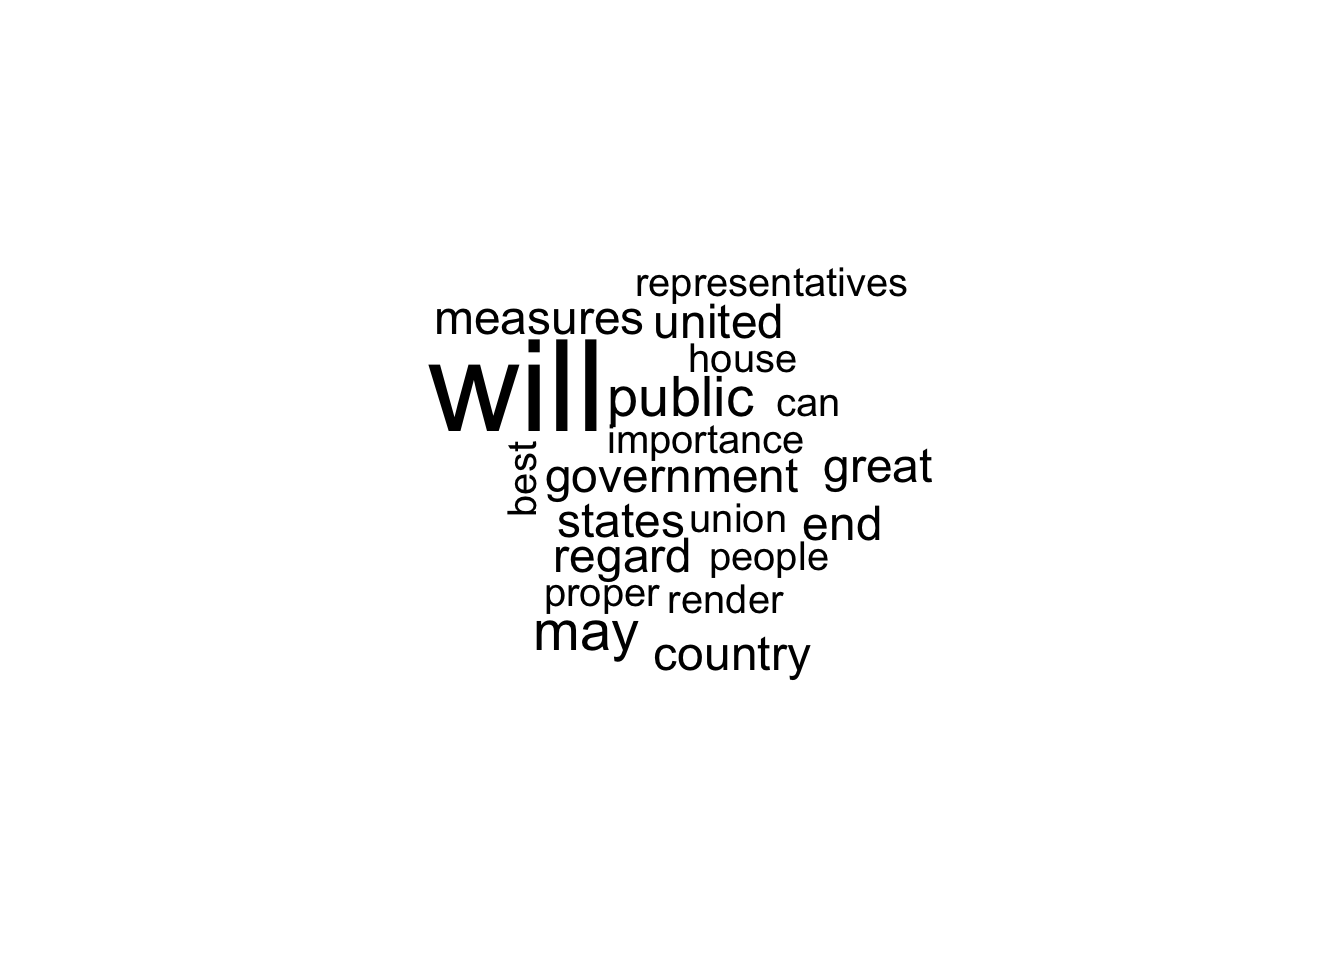 representatives
measures united
house
will public can
importance
best government great
states union end
regard people
proper render
may country